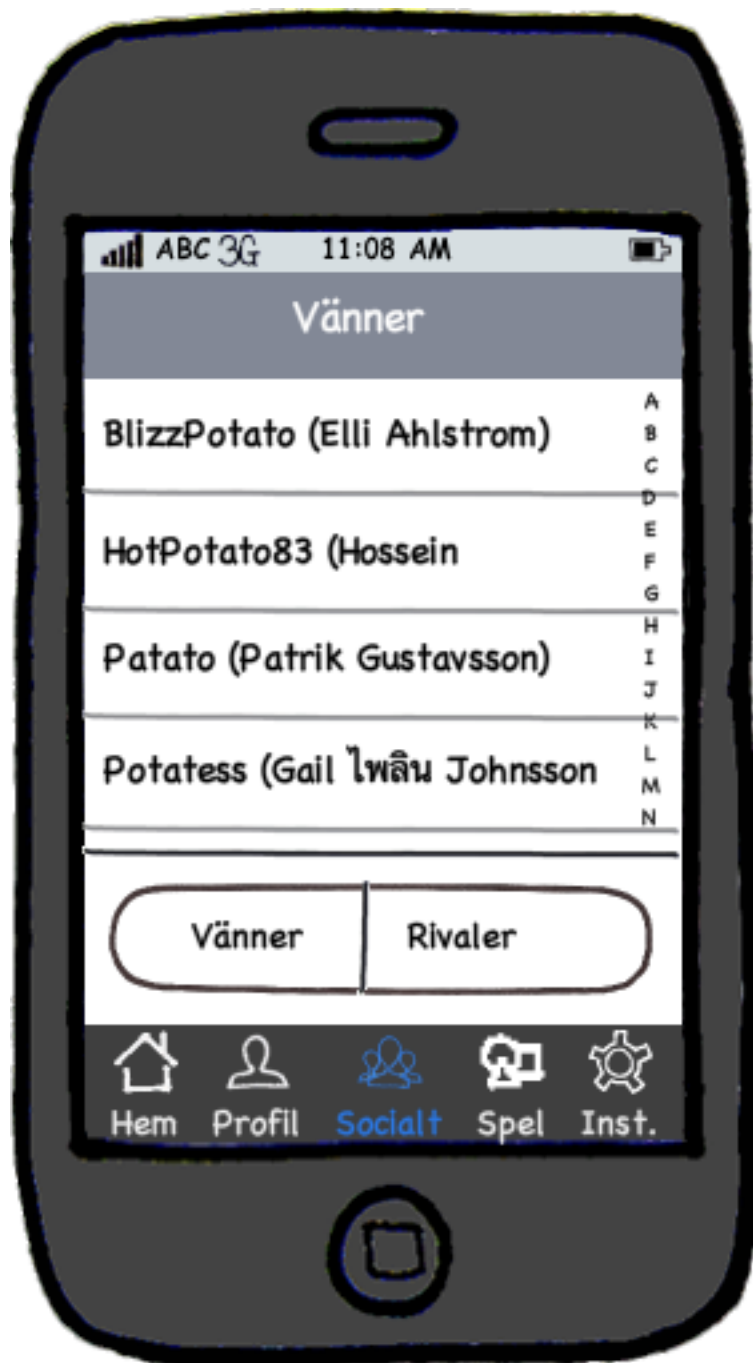 ABC 3G 11:08 AM
Vänner
BlizzPotato (Elli Ahlstrom)
HotPotato83 (Hossein
Patato (Patrik Gustavsson)
Potatess (Gail ไพลิน Johnsson
A
B
C
D
E
F
G
H
I
J
K
L
M
N
Vänner Rivaler
Hem Profil Socialt Spel Inst.